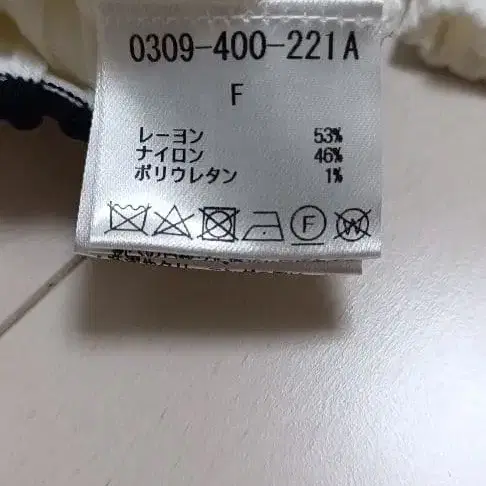 0309-400-221A
F
レーヨン 53%
ナイロン 46%
ポリウレタン 1%
F W